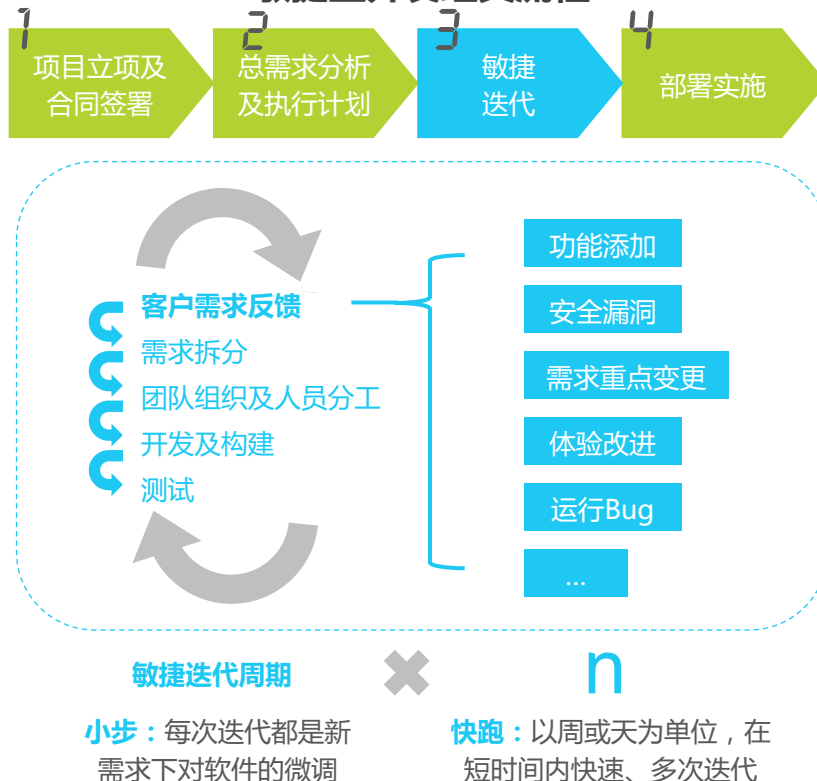 1
2
3
4
项目立项及
合同签署
总需求分析
及执行计划
敏捷
迭代
部署实施
客户需求反馈
需求拆分
团队组织及人员分工
开发及构建
测试
功能添加
安全漏洞
需求重点变更
体验改进
运行Bug
...
敏捷迭代周期
n
小步：每次迭代都是新
需求下对软件的微调
快跑：以周或天为单位，在
短时间内快速、多次迭代